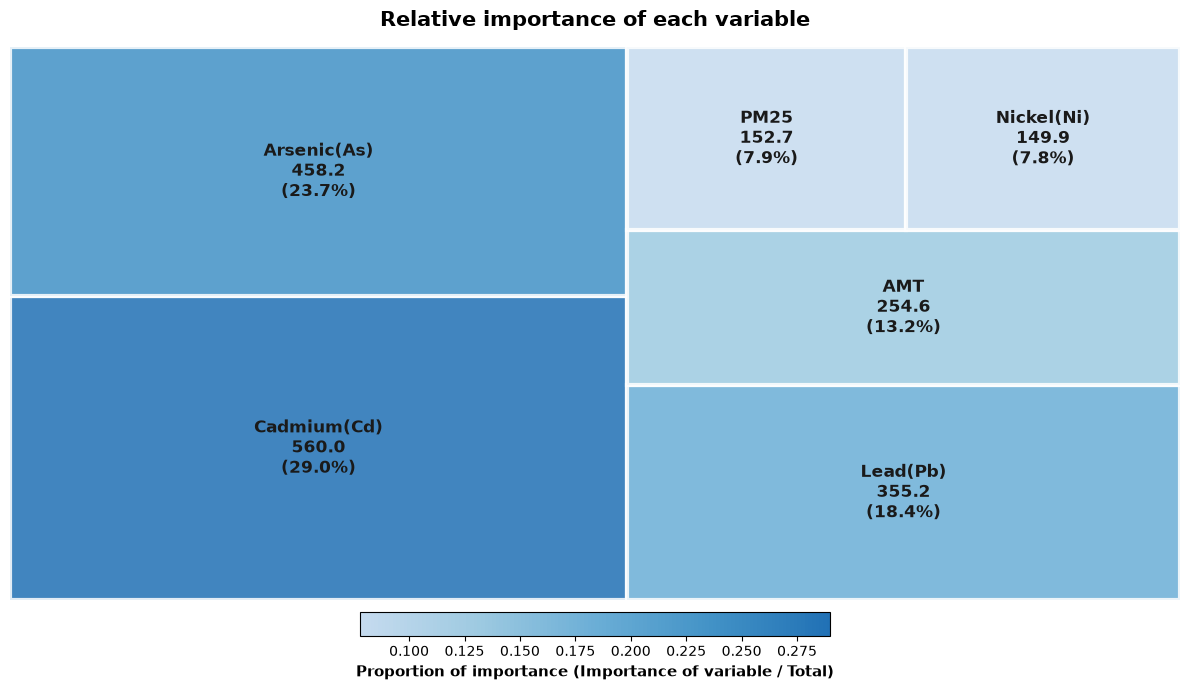 Relative importance of each variable
Arsenic(As)
458.2
(23.7%)
PM25
152.7
(7.9%)
Nickel(Ni)
149.9
(7.8%)
AMT
254.6
(13.2%)
Cadmium(Cd)
560.0
(29.0%)
Lead(Pb)
355.2
(18.4%)
0.100 0.125 0.150 0.175 0.200 0.225 0.250 0.275
Proportion of importance (Importance of variable / Total)